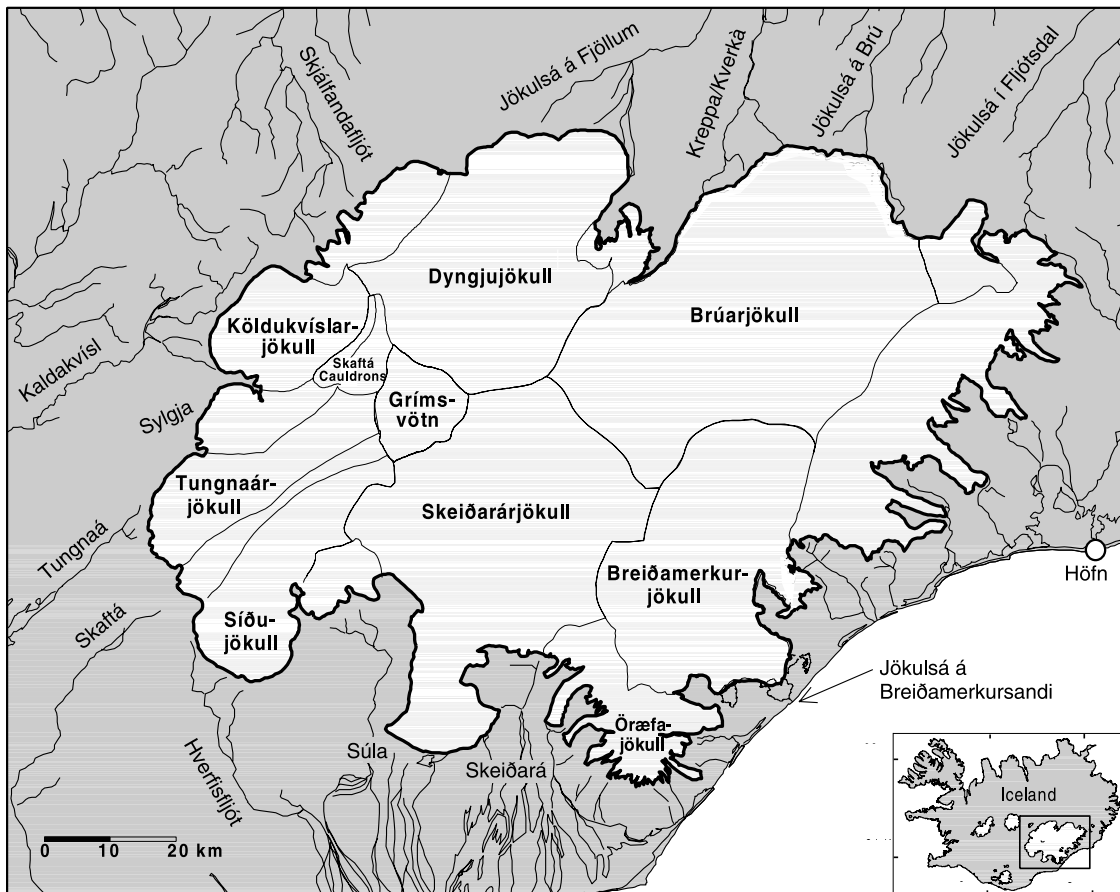 Skjálfandafljót
Jökulsá á Fjöllum
Kreppa/Kverká
Jökulsá á Brú
Jökulsá í Fljótsdal
Dyngjujökull
Brúarjökull
Köldukvíslar-
jökull
Skaftá
Cauldrons
Gríms-
vötn
Kaldakvísl
Sylgja
Tungnaár-
jökull
Skeiðarárjökull
Breiðamerkur-
jökull
Höfn
Tungnaá
Skaftá
Síðu-
jökull
Jökulsá á
Breiðamerkursandi
Öræfa-
jökull
Hverfisfljót
Súla
Skeiðará
Iceland
0 10 20 km